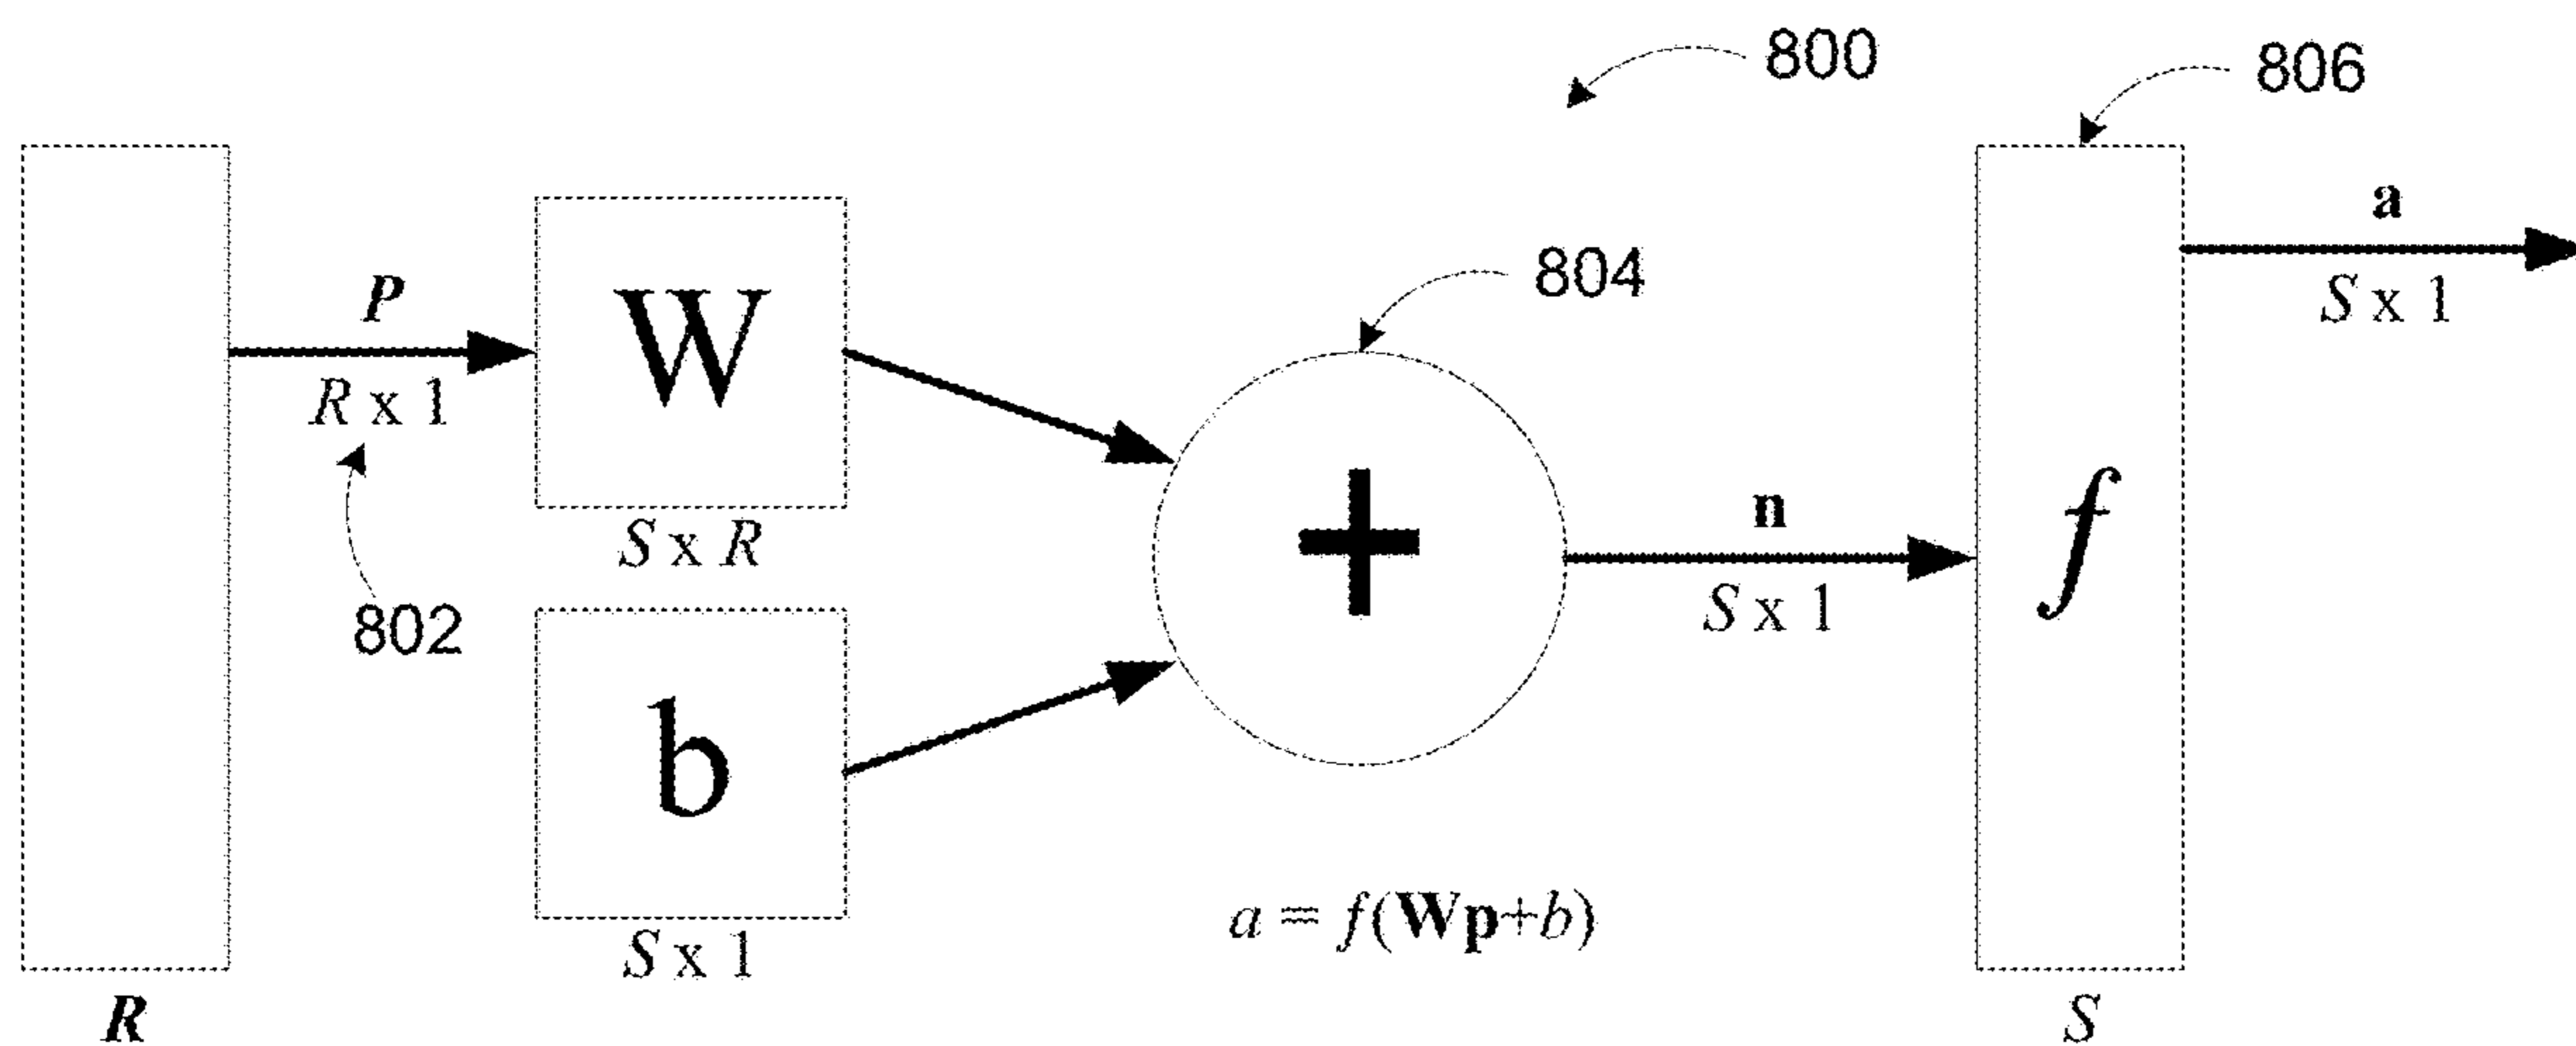 800
806
a
S x 1
P
R x 1
802
W
S x R
b
S x 1
804
+
n
S x 1
f
a = f(Wp+b)
R
S